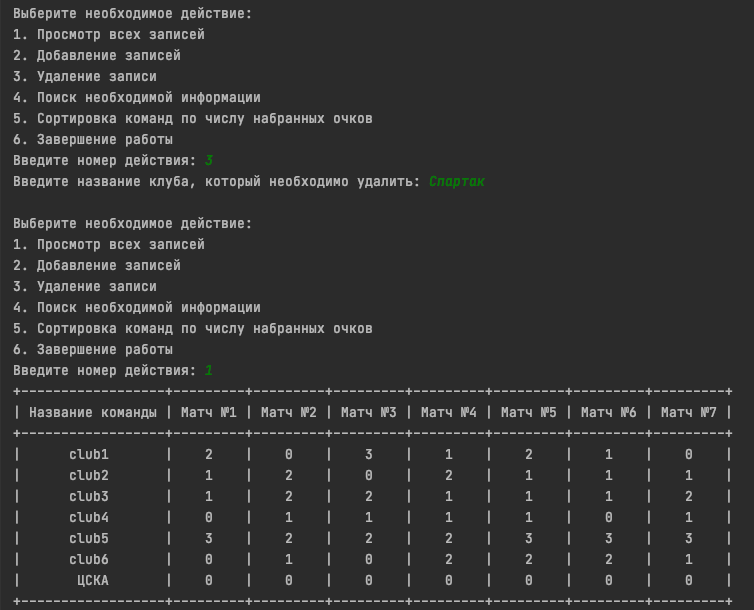 Выберите необходимое действие:
1. Просмотр всех записей
2. Добавление записей
3. Удаление записи
4. Поиск необходимой информации
5. Сортировка команд по числу набранных очков
6. Завершение работы
Введите номер действия: 3
Введите название клуба, который необходимо удалить: Спартак

Выберите необходимое действие:
1. Просмотр всех записей
2. Добавление записей
3. Удаление записи
4. Поиск необходимой информации
5. Сортировка команд по числу набранных очков
6. Завершение работы
Введите номер действия: 1
+------------------+---------+---------+---------+---------+---------+---------+---------+
| Название команды | Матч №1 | Матч №2 | Матч №3 | Матч №4 | Матч №5 | Матч №6 | Матч №7 |
+------------------+---------+---------+---------+---------+---------+---------+---------+
|      club1       |    2    |    0    |    3    |    1    |    2    |    1    |    0    |
|      club2       |    1    |    2    |    0    |    2    |    1    |    1    |    1    |
|      club3       |    1    |    2    |    2    |    1    |    1    |    1    |    2    |
|      club4       |    0    |    1    |    1    |    1    |    1    |    0    |    1    |
|      club5       |    3    |    2    |    2    |    2    |    3    |    3    |    3    |
|      club6       |    0    |    1    |    0    |    2    |    2    |    2    |    1    |
|       ЦСКА       |    0    |    0    |    0    |    0    |    0    |    0    |    0    |
+------------------+---------+---------+---------+---------+---------+---------+---------+